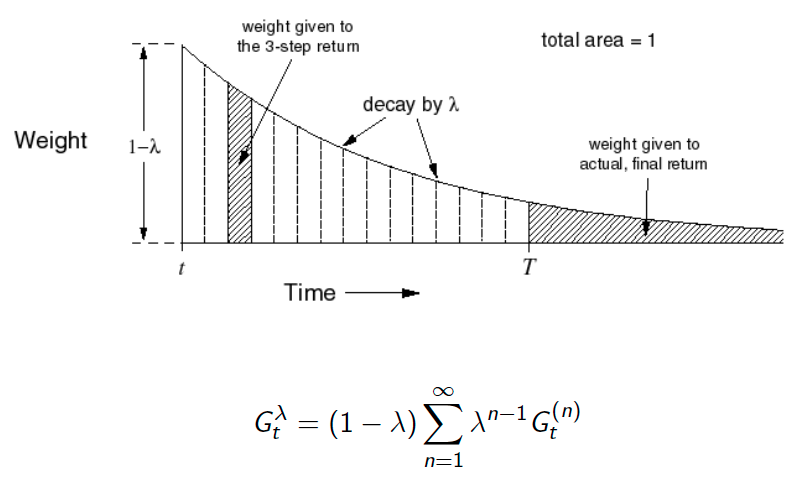 weight given to
the 3-step return
total area = 1
decay by λ
Weight
1−λ
weight given to
actual, final return
t
T
Time
G_t^λ = (1 − λ) ∑_{n=1}^{∞} λ^{n−1} G_t^{(n)}